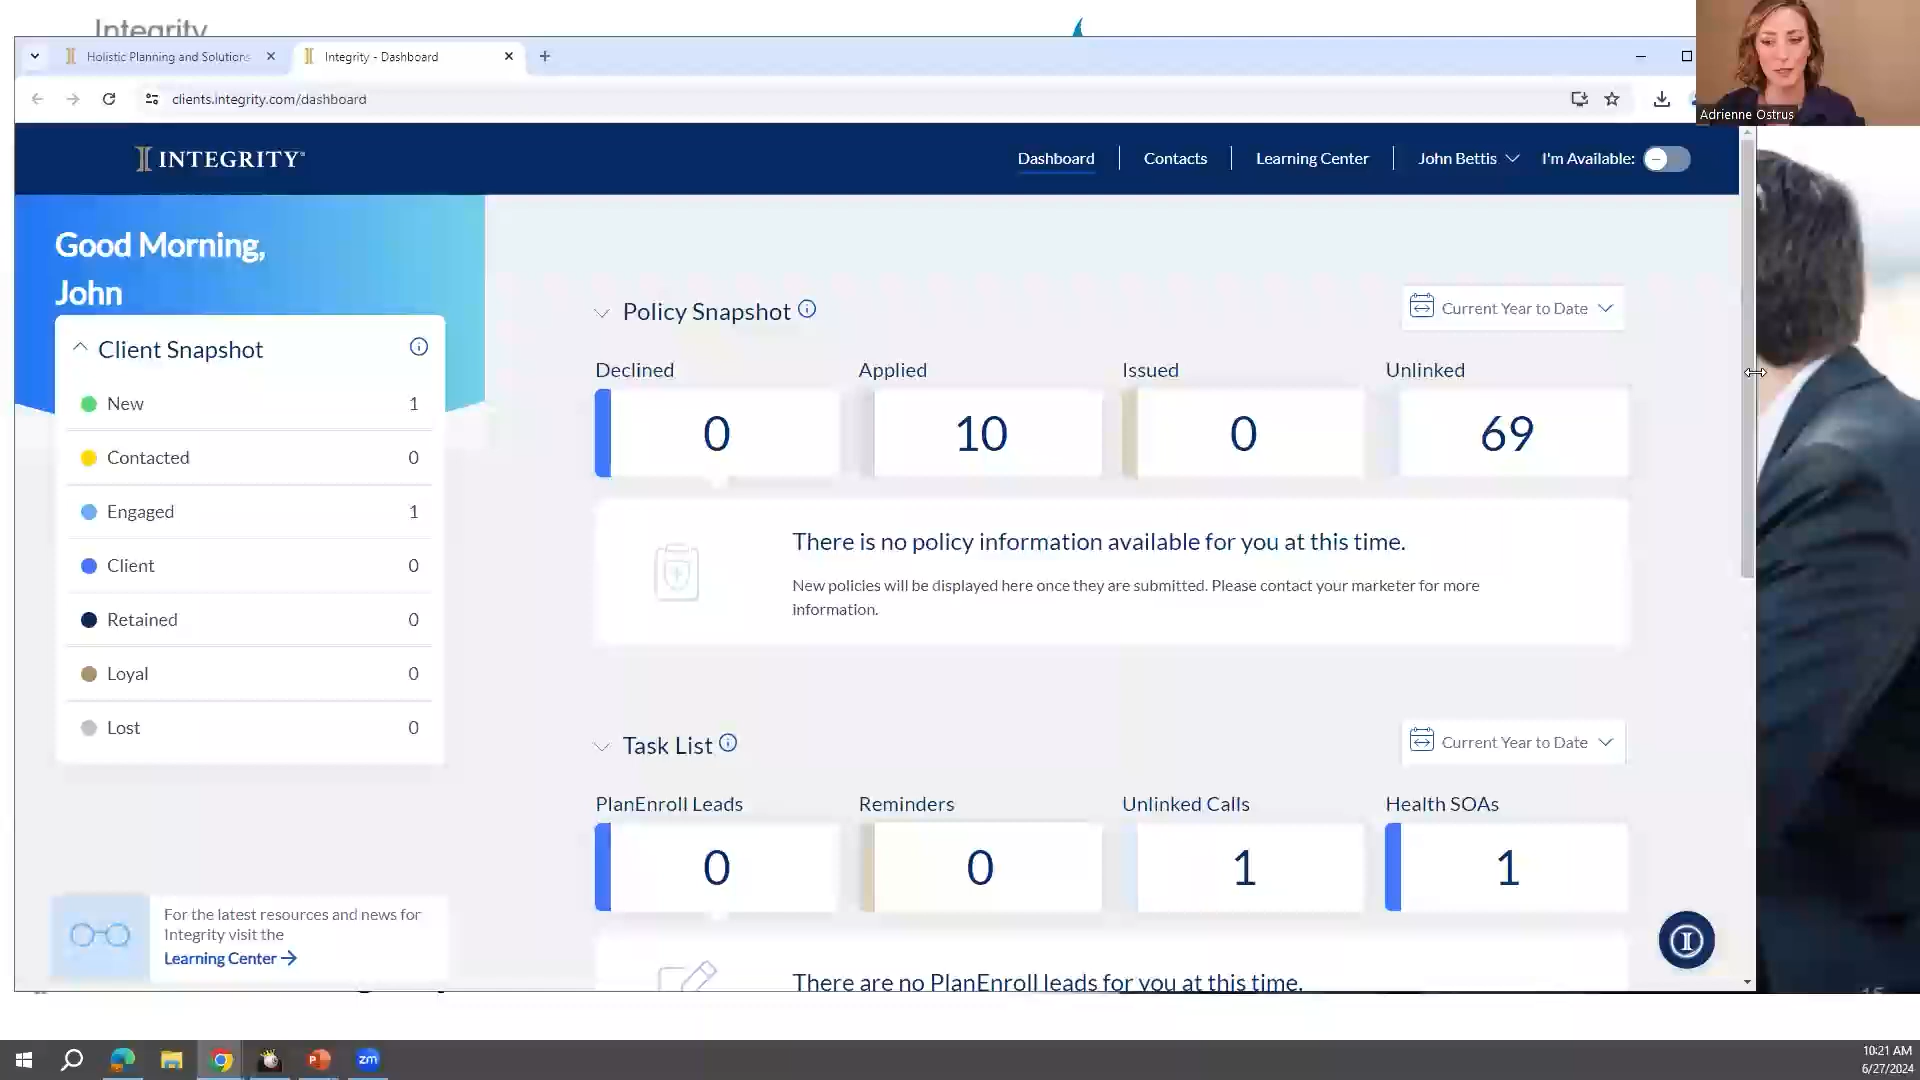 Integrity
Holistic Planning and Solutions
Integrity - Dashboard
clients.integrity.com/dashboard
Adrienne Ostrus
INTEGRITY
Dashboard
Contacts
Learning Center
John Bettis
I'm Available:
Good Morning,
John
Client Snapshot
New 1
Contacted 0
Engaged 1
Client 0
Retained 0
Loyal 0
Lost 0
For the latest resources and news for
Integrity visit the
Learning Center
Policy Snapshot
Current Year to Date
Declined Applied Issued Unlinked
0 10 0 69
There is no policy information available for you at this time.
New policies will be displayed here once they are submitted. Please contact your marketer for more
information.
Task List
Current Year to Date
PlanEnroll Leads Reminders Unlinked Calls Health SOAs
0 0 1 1
There are no PlanEnroll leads for you at this time.
zm
10:21 AM
6/27/2024